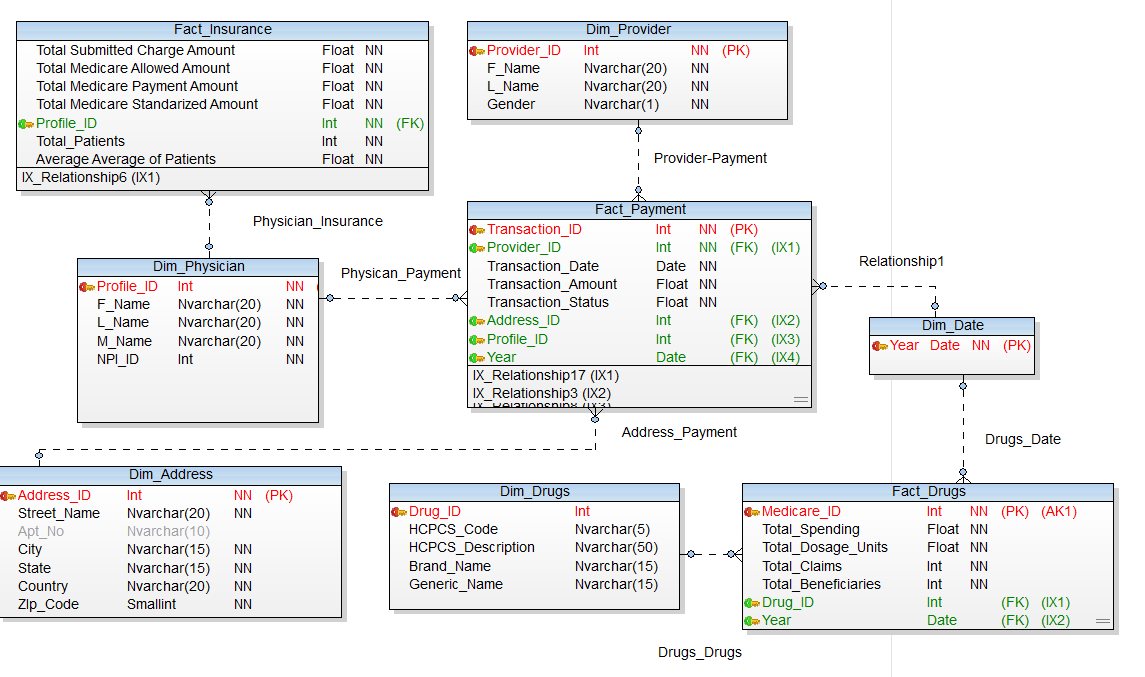 Fact_Insurance
Total Submitted Charge Amount Float NN
Total Medicare Allowed Amount Float NN
Total Medicare Payment Amount Float NN
Total Medicare Standarized Amount Float NN
Profile_ID Int NN (FK)
Total_Patients Int NN
Average Average of Patients Float NN
IX_Relationship6 (IX1)
Dim_Provider
Provider_ID Int NN (PK)
F_Name Nvarchar(20) NN
L_Name Nvarchar(20) NN
Gender Nvarchar(1) NN
Provider-Payment
Physician_Insurance
Dim_Physician
Profile_ID Int NN
F_Name Nvarchar(20) NN
L_Name Nvarchar(20) NN
M_Name Nvarchar(20) NN
NPI_ID Int NN
Physican_Payment
Fact_Payment
Transaction_ID Int NN (PK)
Provider_ID Int NN (FK) (IX1)
Transaction_Date Date NN
Transaction_Amount Float NN
Transaction_Status Float NN
Address_ID Int (FK) (IX2)
Profile_ID Int (FK) (IX3)
Year Date (FK) (IX4)
IX_Relationship17 (IX1)
IX_Relationship3 (IX2)
Relationship1
Dim_Date
Year Date NN (PK)
Address_Payment
Drugs_Date
Dim_Address
Address_ID Int NN (PK)
Street_Name Nvarchar(20) NN
Apt_No Nvarchar(10)
City Nvarchar(15) NN
State Nvarchar(15) NN
Country Nvarchar(20) NN
ZIp_Code Smallint NN
Dim_Drugs
Drug_ID Int
HCPCS_Code Nvarchar(5)
HCPCS_Description Nvarchar(50)
Brand_Name Nvarchar(15)
Generic_Name Nvarchar(15)
Fact_Drugs
Medicare_ID Int NN (PK) (AK1)
Total_Spending Float NN
Total_Dosage_Units Float NN
Total_Claims Int NN
Total_Beneficiaries Int NN
Drug_ID Int (FK) (IX1)
Year Date (FK) (IX2)
Drugs_Drugs